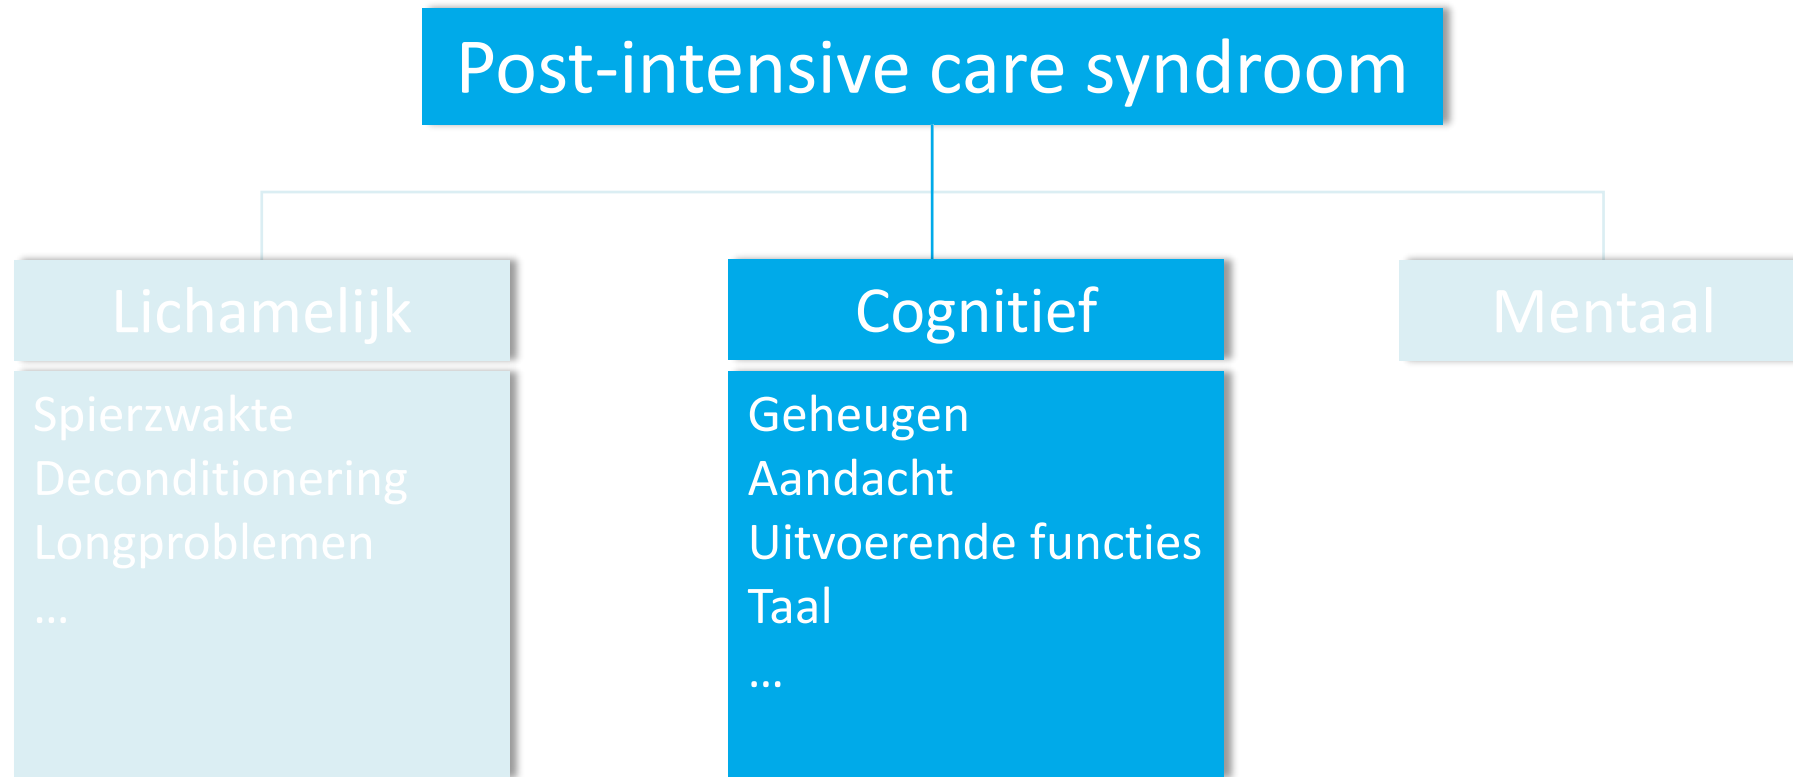 Post-intensive care syndroom
Lichamelijk
Spierzwakte
Deconditionering
Longproblemen
...
Cognitief
Geheugen
Aandacht
Uitvoerende functies
Taal
...
Mentaal